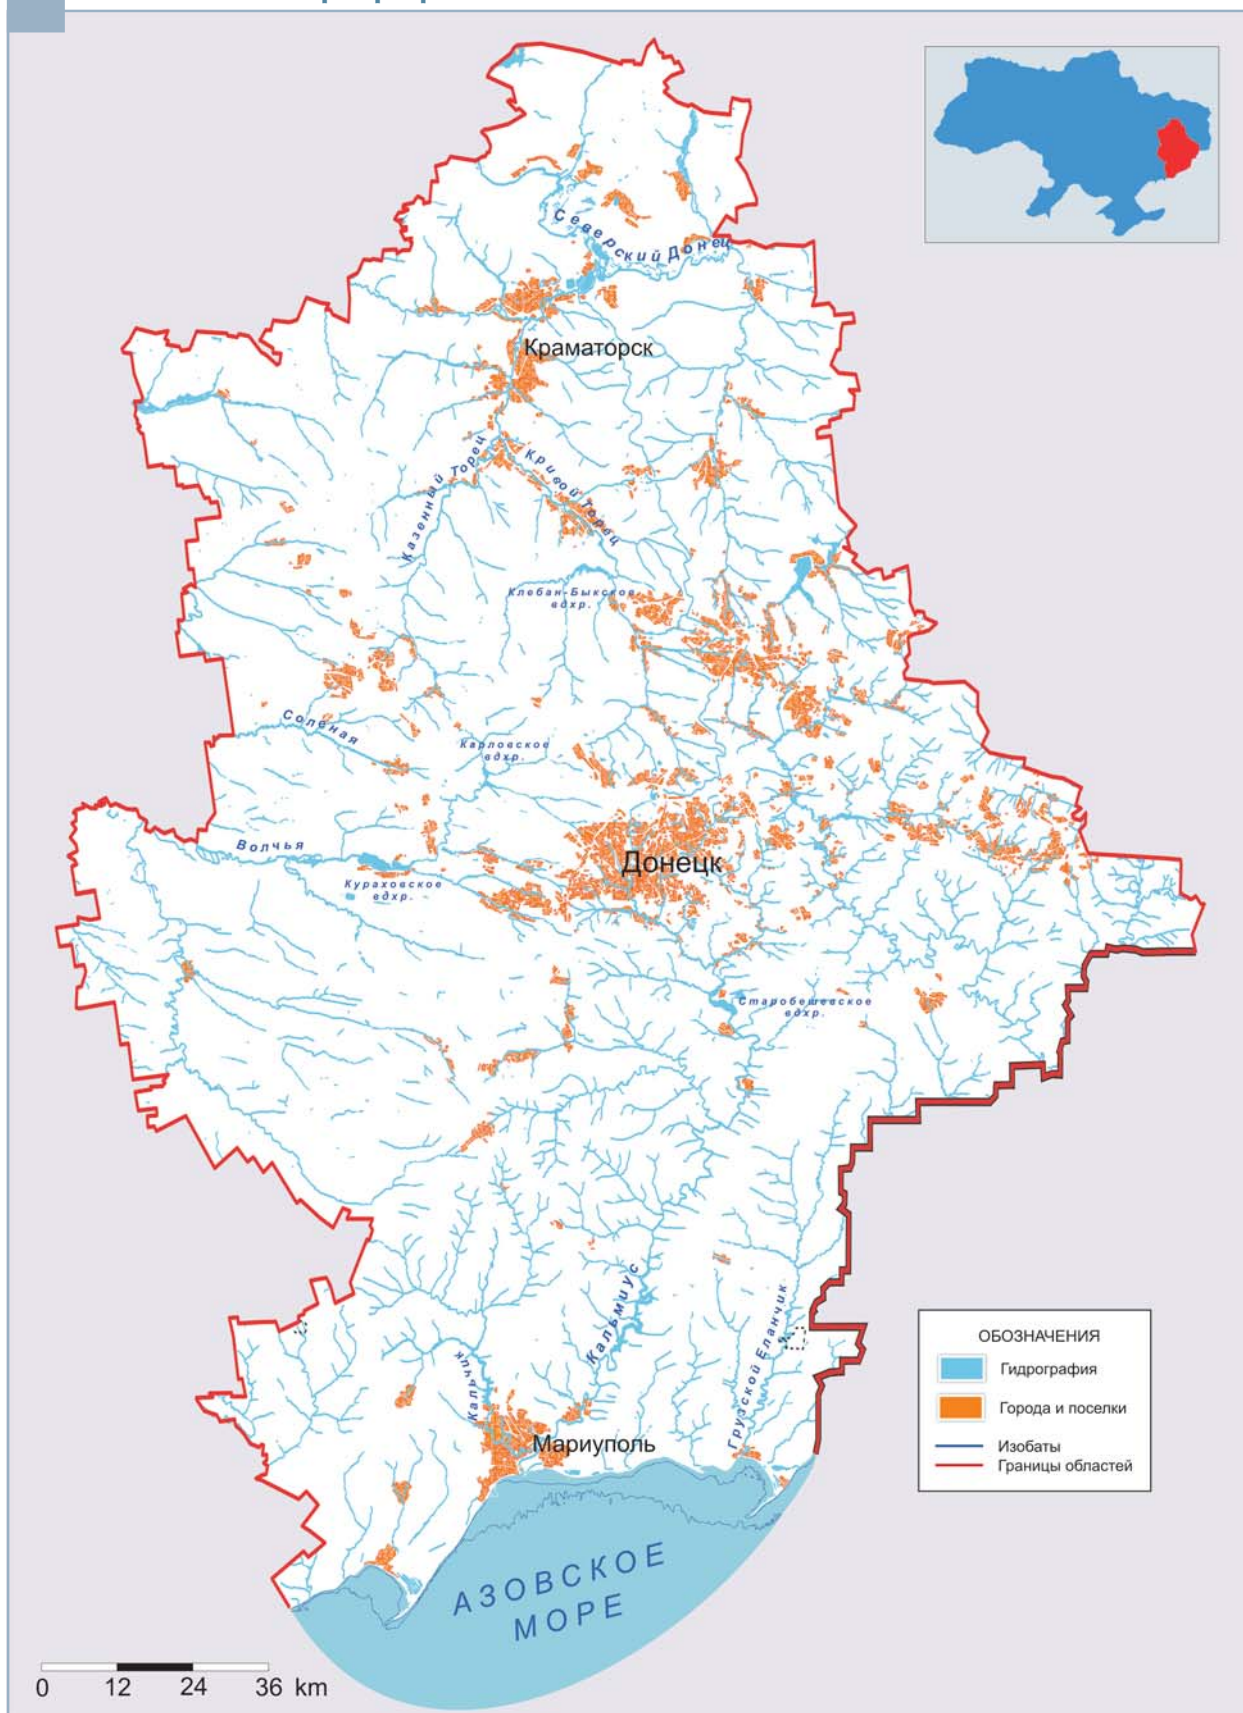 Северский Донец
Краматорск
Казенный Торец
Кривой Торец
Клебан-Быкское
вдхр.
Солёная
Карловское
вдхр.
Волчья
Донецк
Кураховское
вдхр.
Старобешевское
вдхр.
Кальмиус
Грузской Еланчик
Кальчик
Мариуполь
АЗОВСКОЕ
МОРЕ
ОБОЗНАЧЕНИЯ
Гидрография
Города и поселки
Изобаты
Границы областей
0 12 24 36 km